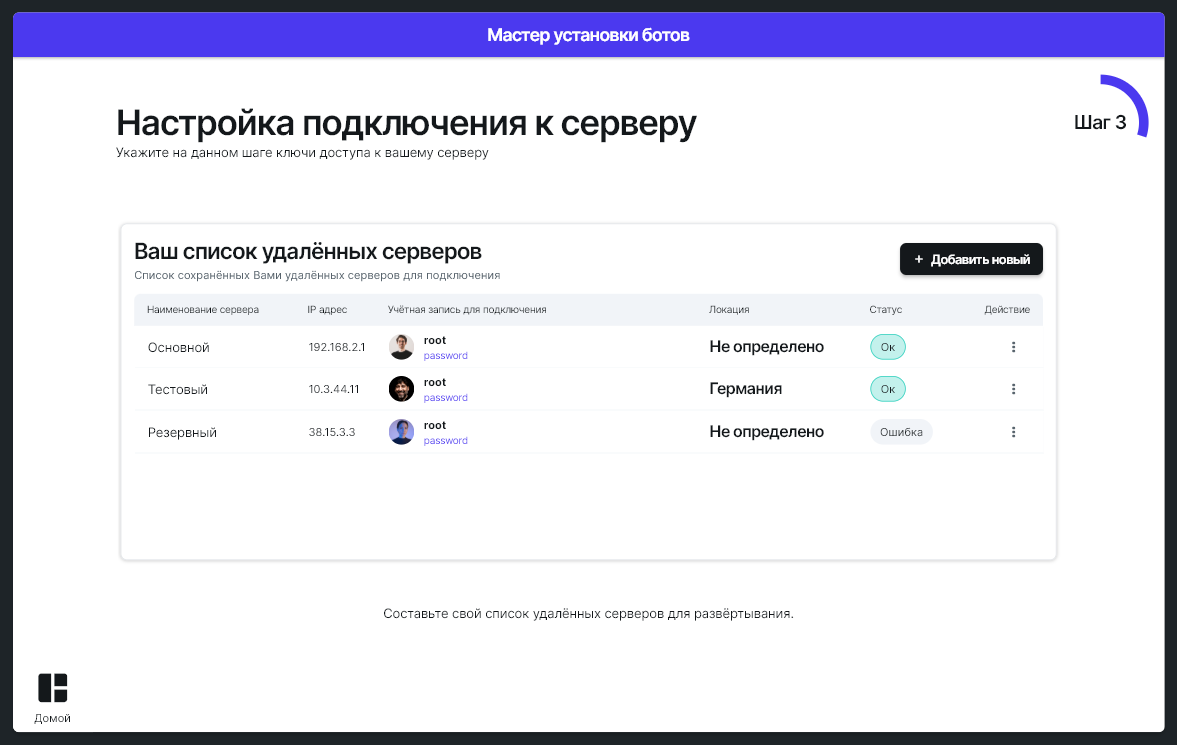 Мастер установки ботов
Шаг 3
Настройка подключения к серверу
Укажите на данном шаге ключи доступа к вашему серверу
Ваш список удалённых серверов
Список сохранённых Вами удалённых серверов для подключения
+ Добавить новый
Наименование сервера IP адрес Учётная запись для подключения Локация Статус Действие
Основной 192.168.2.1 root Не определено Ок
password
Тестовый 10.3.44.11 root Германия Ок
password
Резервный 38.15.3.3 root Не определено Ошибка
password
Составьте свой список удалённых серверов для развёртывания.
Домой